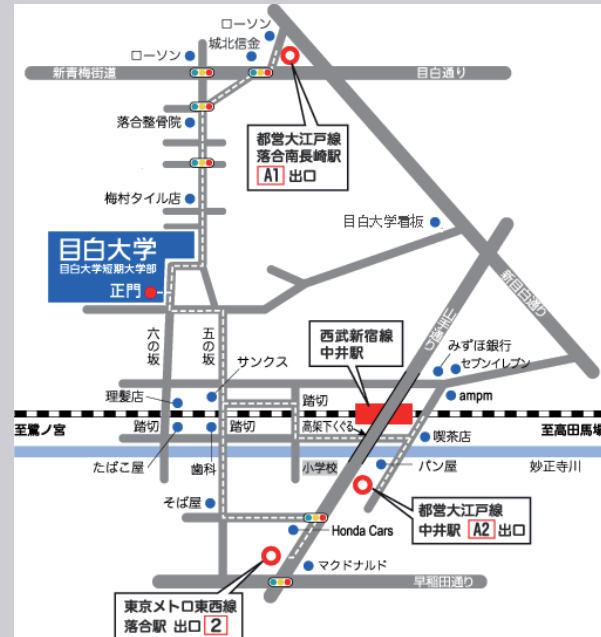 ローソン
城北信金
ローソン
新青梅街道
目白通り
落合整骨院
都営大江戸線
落合南長崎駅
A1 出口
梅村タイル店
目白大学看板
目白大学
目白大学短期大学部
正門
新目白通り
山手通り
六の坂
五の坂
西武新宿線
中井駅
みずほ銀行
セブンイレブン
サンクス
理髪店
踏切
ampm
至鷺ノ宮
踏切
踏切
高架下くぐる
喫茶店
至高田馬場
たばこ屋
歯科
小学校
パン屋
妙正寺川
そば屋
都営大江戸線
中井駅 A2 出口
Honda Cars
マクドナルド
早稲田通り
東京メトロ東西線
落合駅 出口 2